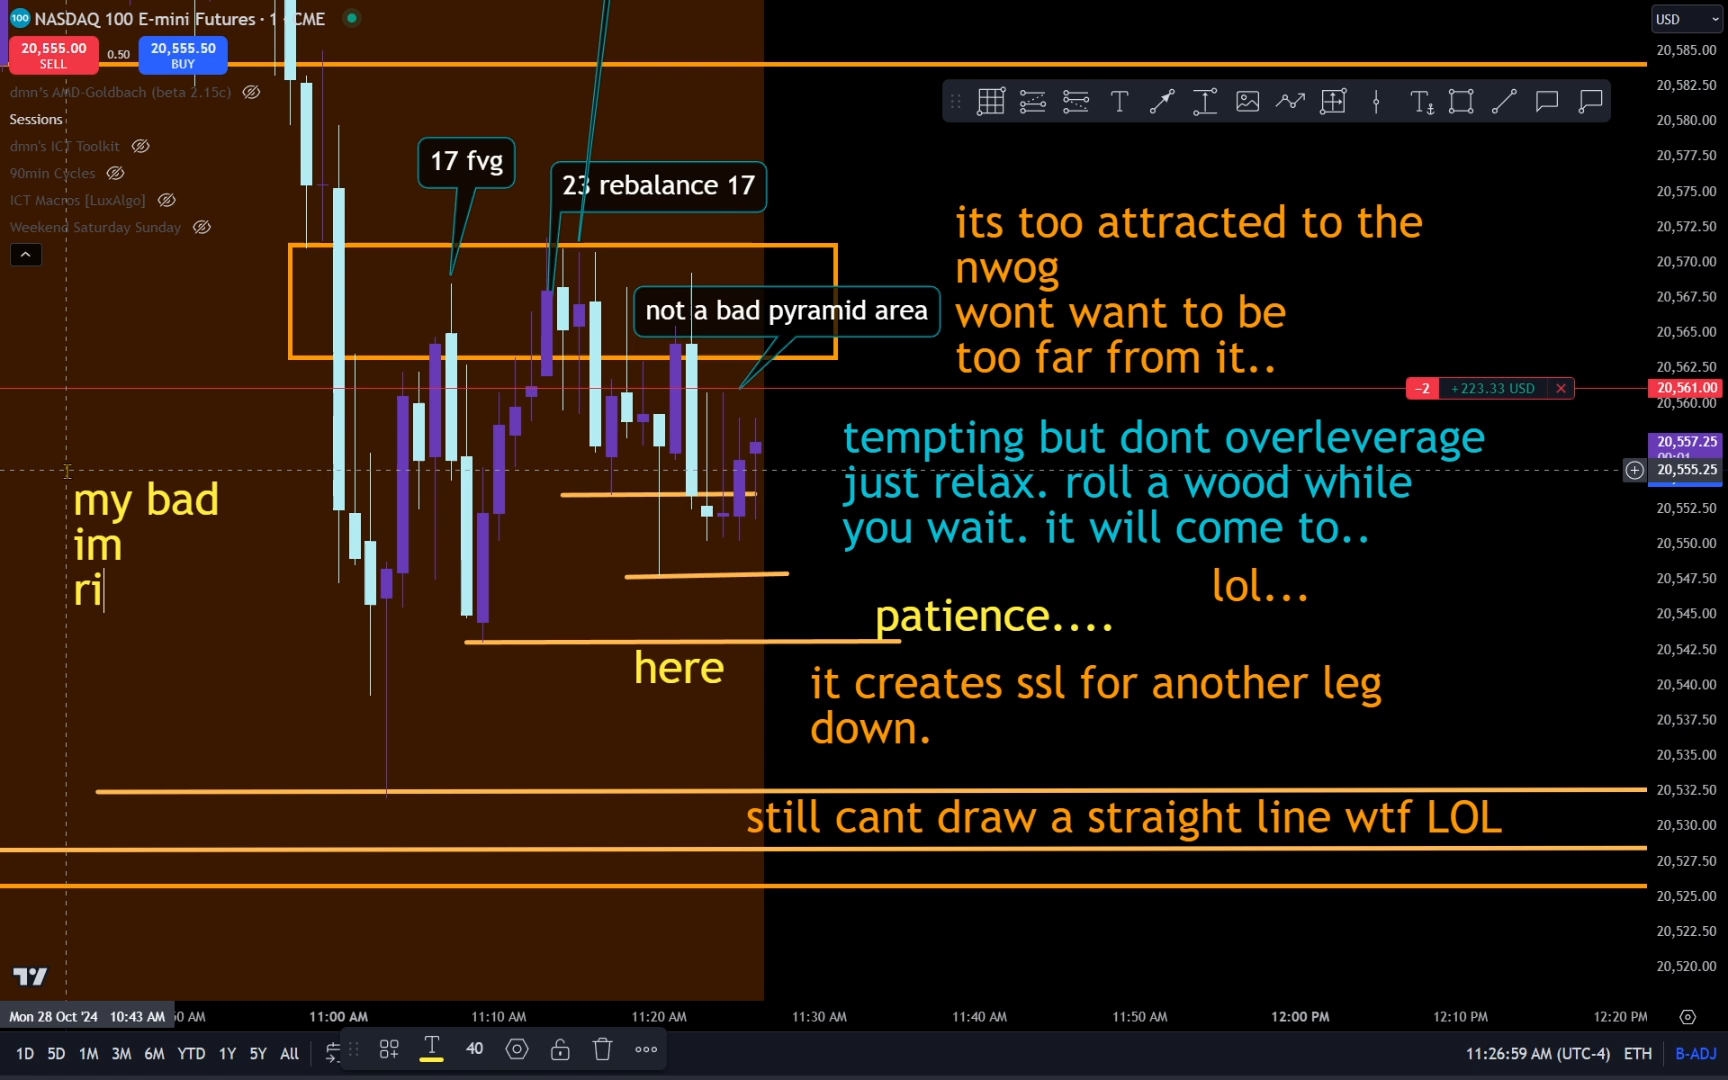 100 NASDAQ 100 E-mini Futures · 1 · CME
USD
20,555.00
SELL
0.50
20,555.50
BUY
dmn's AMD-Goldbach (beta 2.15c)
Sessions
dmn's ICT Toolkit
90min Cycles
ICT Macros [LuxAlgo]
Weekend Saturday Sunday
17 fvg
23 rebalance 17
not a bad pyramid area
its too attracted to the
nwog
wont want to be
too far from it..
-2 +223.33 USD
tempting but dont overleverage
just relax. roll a wood while
you wait. it will come to..
lol...
my bad
im
ri
patience....
here
it creates ssl for another leg
down.
still cant draw a straight line wtf LOL
20,585.00
20,582.50
20,580.00
20,577.50
20,575.00
20,572.50
20,570.00
20,567.50
20,565.00
20,562.50
20,561.00
20,560.00
20,557.25
00:01
20,555.25
20,552.50
20,550.00
20,547.50
20,545.00
20,542.50
20,540.00
20,537.50
20,535.00
20,532.50
20,530.00
20,527.50
20,525.00
20,522.50
20,520.00
Mon 28 Oct '24 10:43 AM
11:00 AM
11:10 AM
11:20 AM
11:30 AM
11:40 AM
11:50 AM
12:00 PM
12:10 PM
12:20 PM
1D 5D 1M 3M 6M YTD 1Y 5Y All
40
11:26:59 AM (UTC-4) ETH B-ADJ